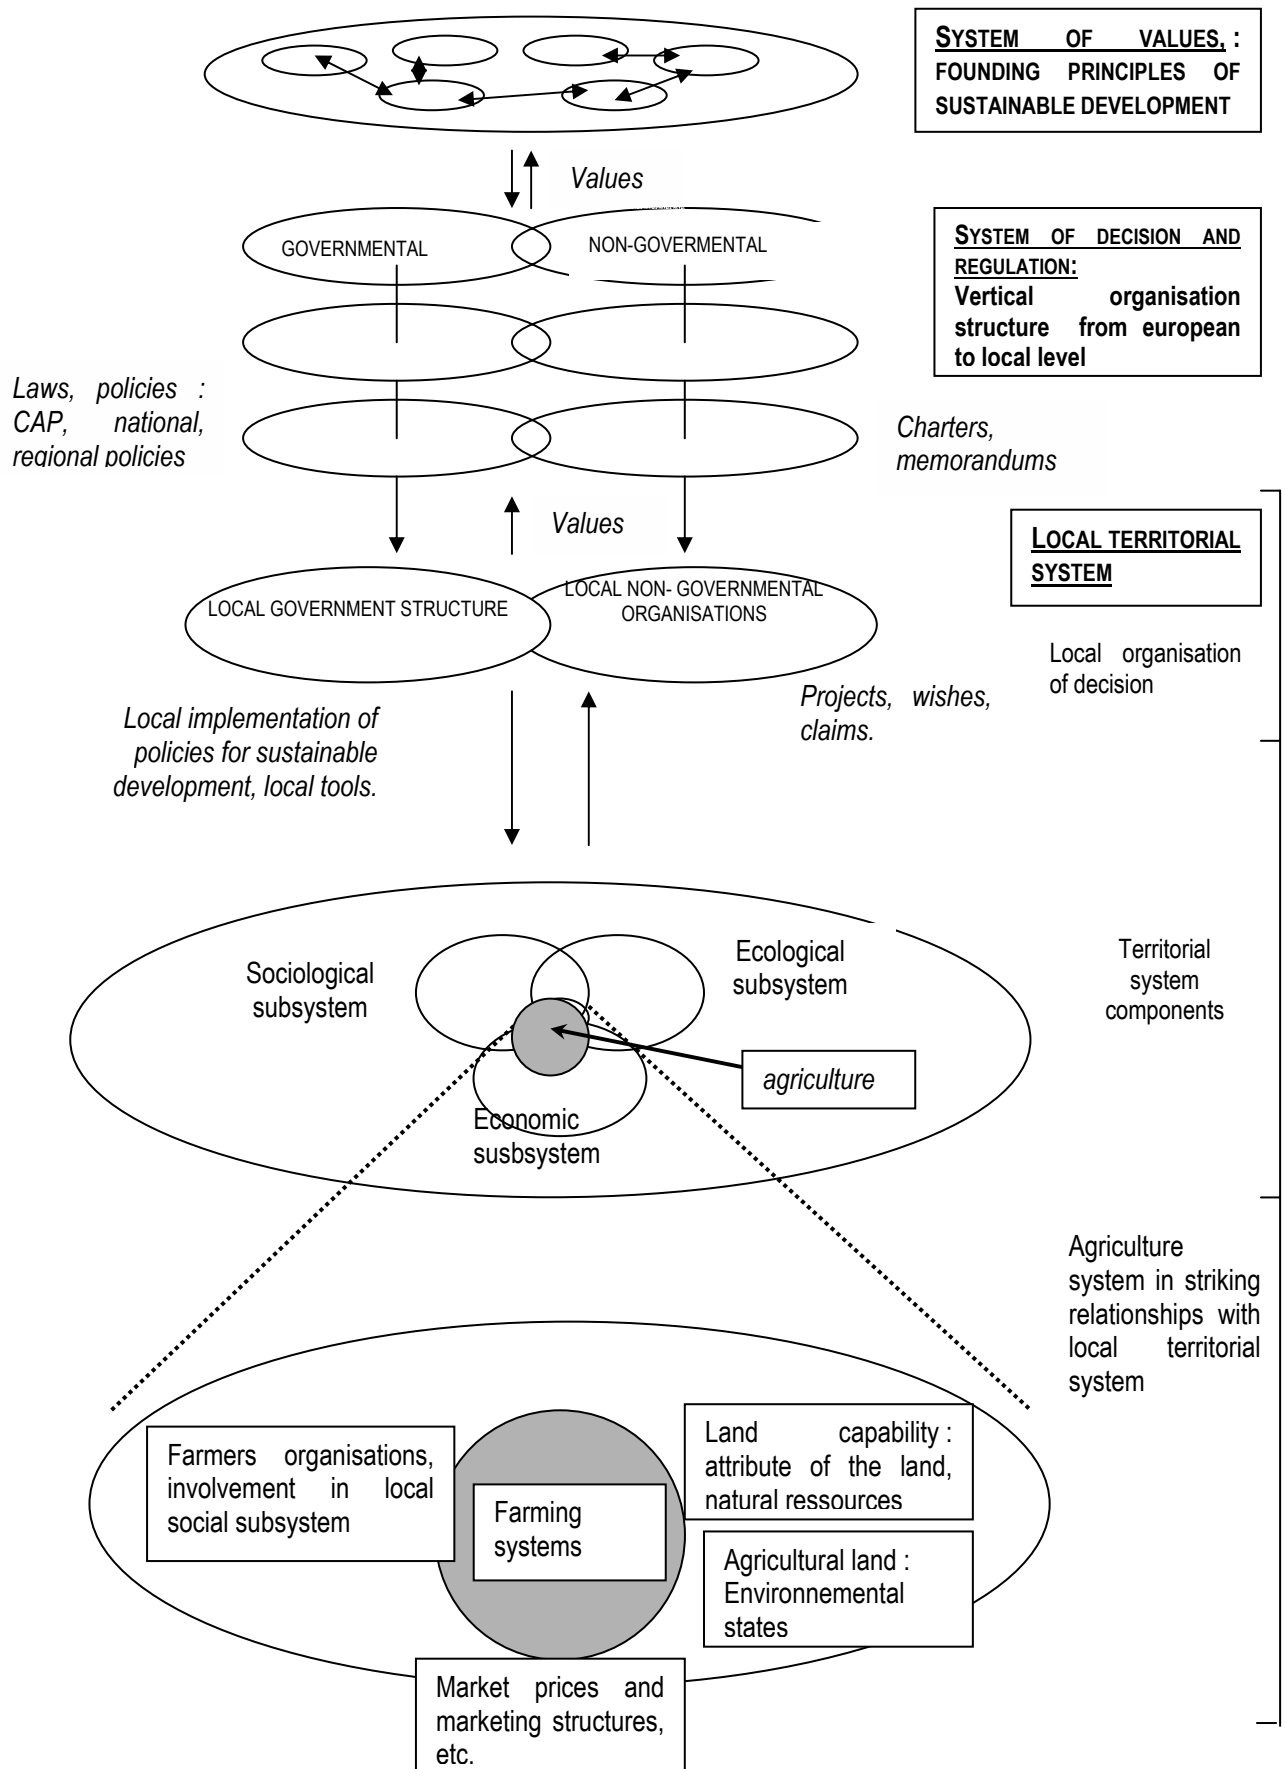 SYSTEM OF VALUES, :
FOUNDING PRINCIPLES OF
SUSTAINABLE DEVELOPMENT
Values
GOVERNMENTAL
NON-GOVERMENTAL
SYSTEM OF DECISION AND
REGULATION:
Vertical organisation
structure from european
to local level
Laws, policies :
CAP, national,
regional policies
Charters,
memorandums
Values
LOCAL TERRITORIAL
SYSTEM
LOCAL GOVERNMENT STRUCTURE
LOCAL NON- GOVERNMENTAL
ORGANISATIONS
Local organisation
of decision
Local implementation of
policies for sustainable
development, local tools.
Projects, wishes,
claims.
Sociological
subsystem
Ecological
subsystem
Territorial
system
components
agriculture
Economic
susbsystem
Agriculture
system in striking
relationships with
local territorial
system
Farmers organisations,
involvement in local
social subsystem
Farming
systems
Land capability :
attribute of the land,
natural ressources
Agricultural land :
Environnemental
states
Market prices and
marketing structures,
etc.